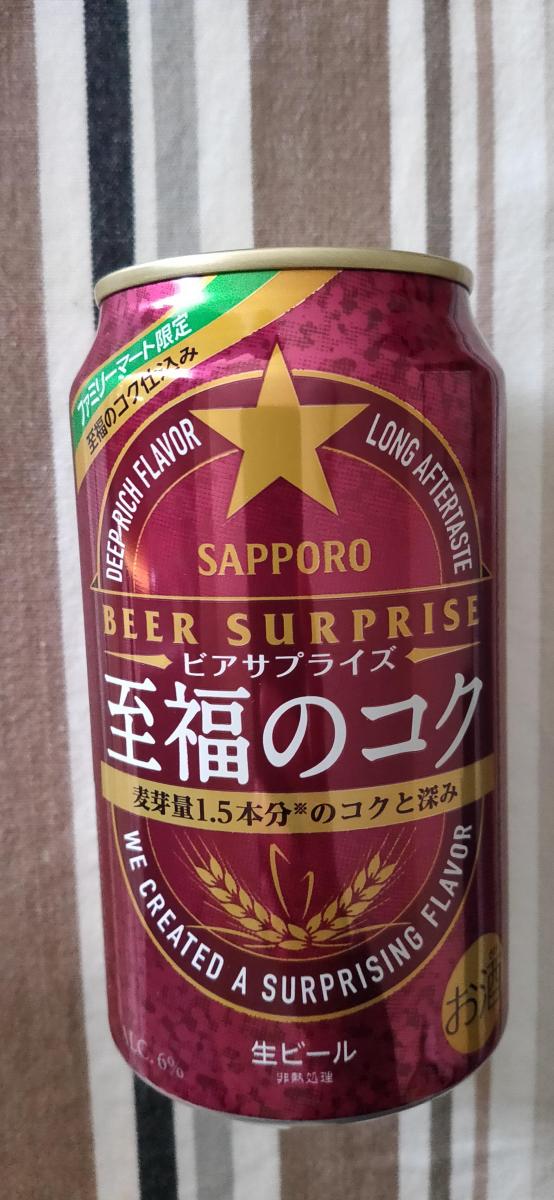 ファミリーマート限定
至福のコク仕込み
DEEP RICH FLAVOR
LONG AFTERTASTE
SAPPORO
BEER SURPRISE
ビアサプライズ
至福のコク
麦芽量1.5本分※のコクと深み
WE CREATED A SURPRISING FLAVOR
お酒
ALC. 6%
生ビール
非熱処理